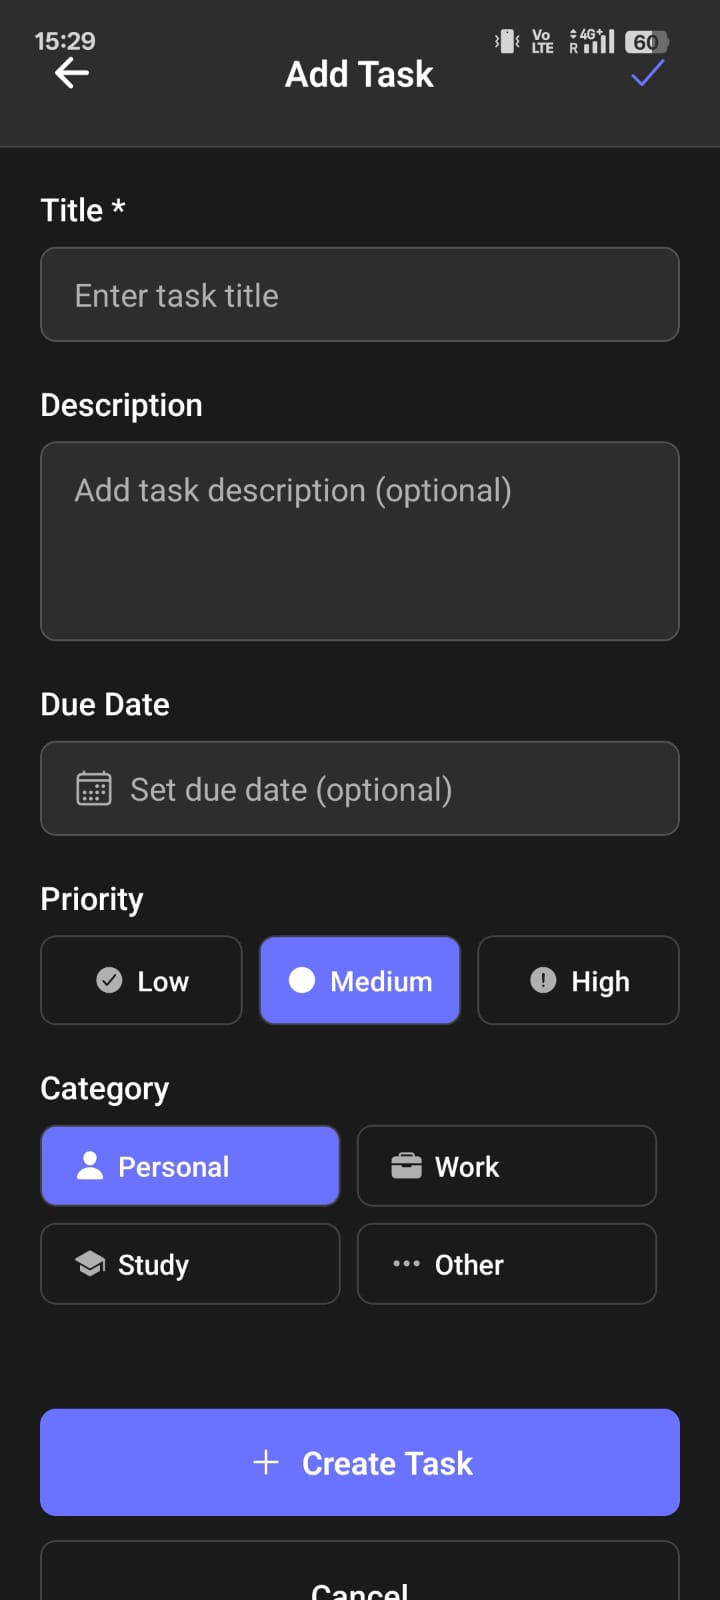 15:29 Vo LTE R 4G+ 60
Add Task
Title *
Enter task title
Description
Add task description (optional)
Due Date
Set due date (optional)
Priority
Low Medium High
Category
Personal Work
Study Other
Create Task
Cancel